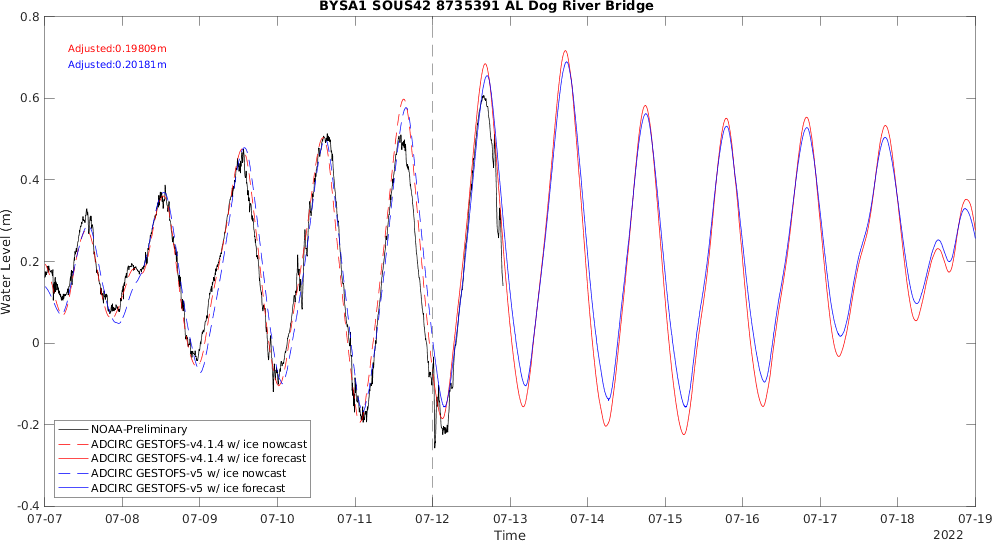 BYSA1 SOUS42 8735391 AL Dog River Bridge
Adjusted:0.19809m
Adjusted:0.20181m
0.8
0.6
0.4
0.2
0
-0.2
-0.4
Water Level (m)
NOAA-Preliminary
ADCIRC GESTOFS-v4.1.4 w/ ice nowcast
ADCIRC GESTOFS-v4.1.4 w/ ice forecast
ADCIRC GESTOFS-v5 w/ ice nowcast
ADCIRC GESTOFS-v5 w/ ice forecast
07-07 07-08 07-09 07-10 07-11 07-12 07-13 07-14 07-15 07-16 07-17 07-18 07-19
Time
2022